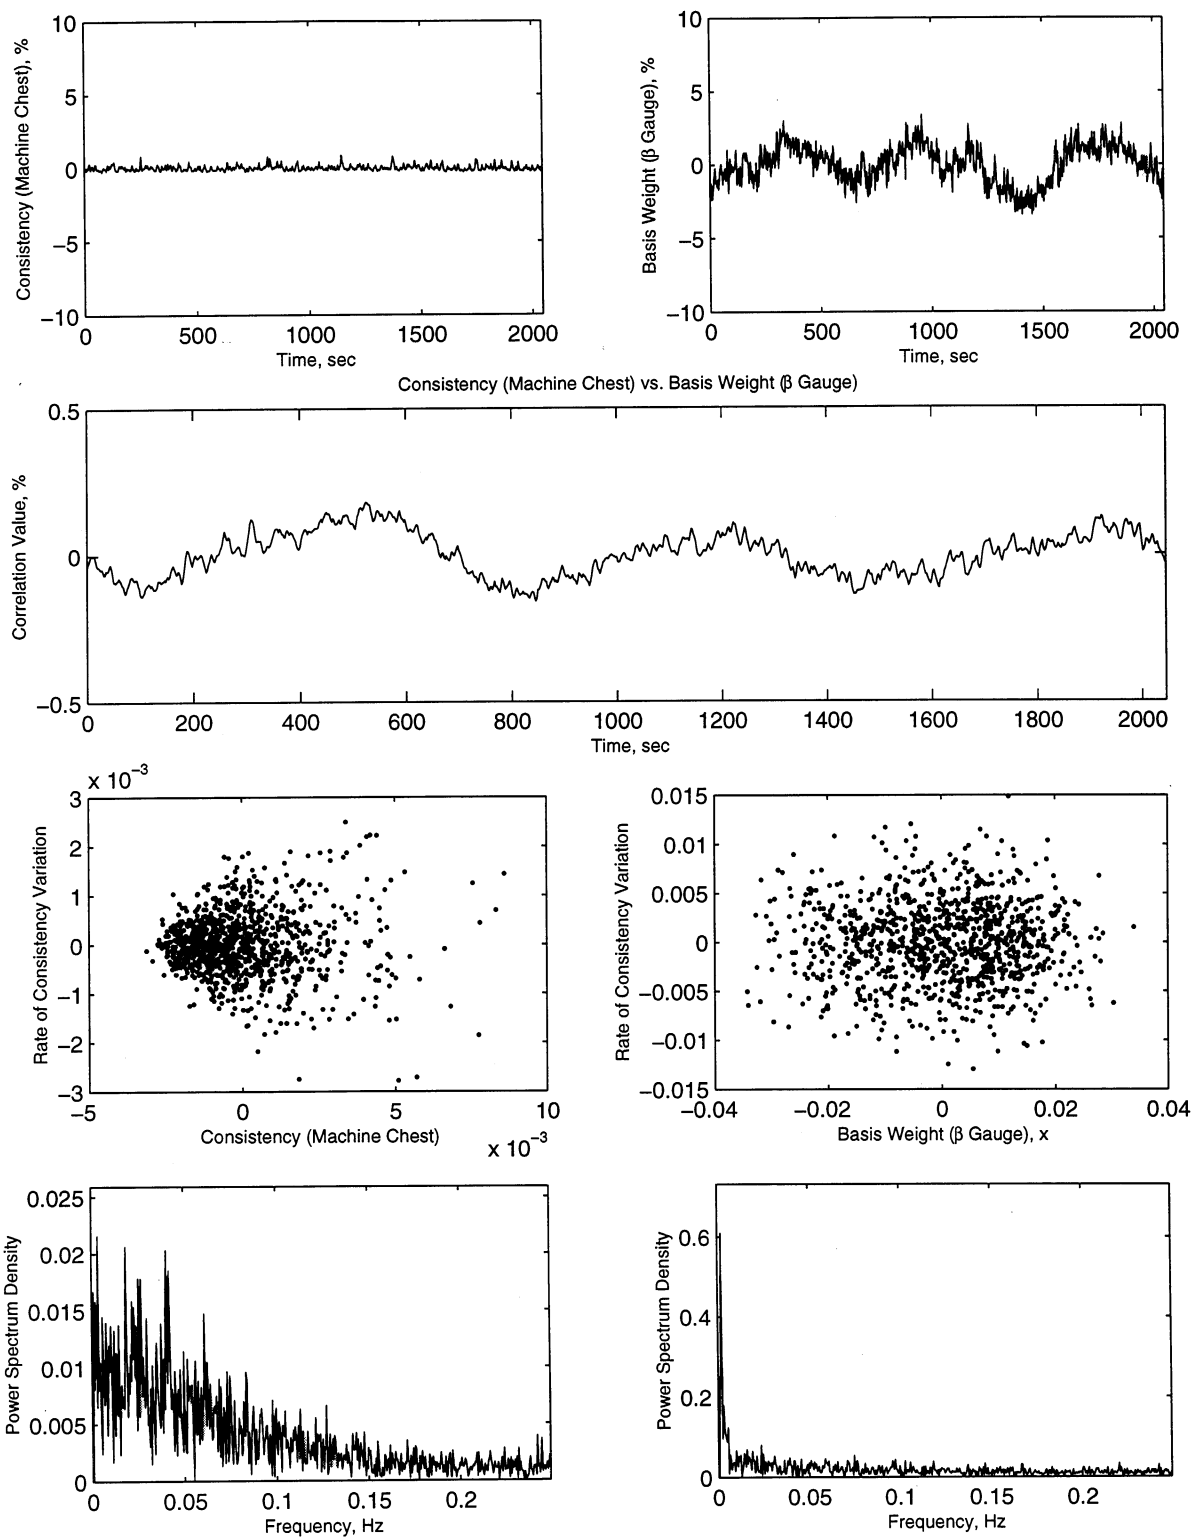 10
5
0
−5
−10
Consistency (Machine Chest), %
0 500 1000 1500 2000
Time, sec
10
5
0
−5
−10
Basis Weight (β Gauge), %
0 500 1000 1500 2000
Time, sec
Consistency (Machine Chest) vs. Basis Weight (β Gauge)
0.5
0
−0.5
Correlation Value, %
0 200 400 600 800 1000 1200 1400 1600 1800 2000
Time, sec
x 10−3
3
2
1
0
−1
−2
−3
Rate of Consistency Variation
−5 0 5 10
Consistency (Machine Chest)
x 10−3
0.015
0.01
0.005
0
−0.005
−0.01
−0.015
Rate of Consistency Variation
−0.04 −0.02 0 0.02 0.04
Basis Weight (β Gauge), x
0.025
0.02
0.015
0.01
0.005
0
Power Spectrum Density
0 0.05 0.1 0.15 0.2
Frequency, Hz
0.6
0.4
0.2
0
Power Spectrum Density
0 0.05 0.1 0.15 0.2
Frequency, Hz